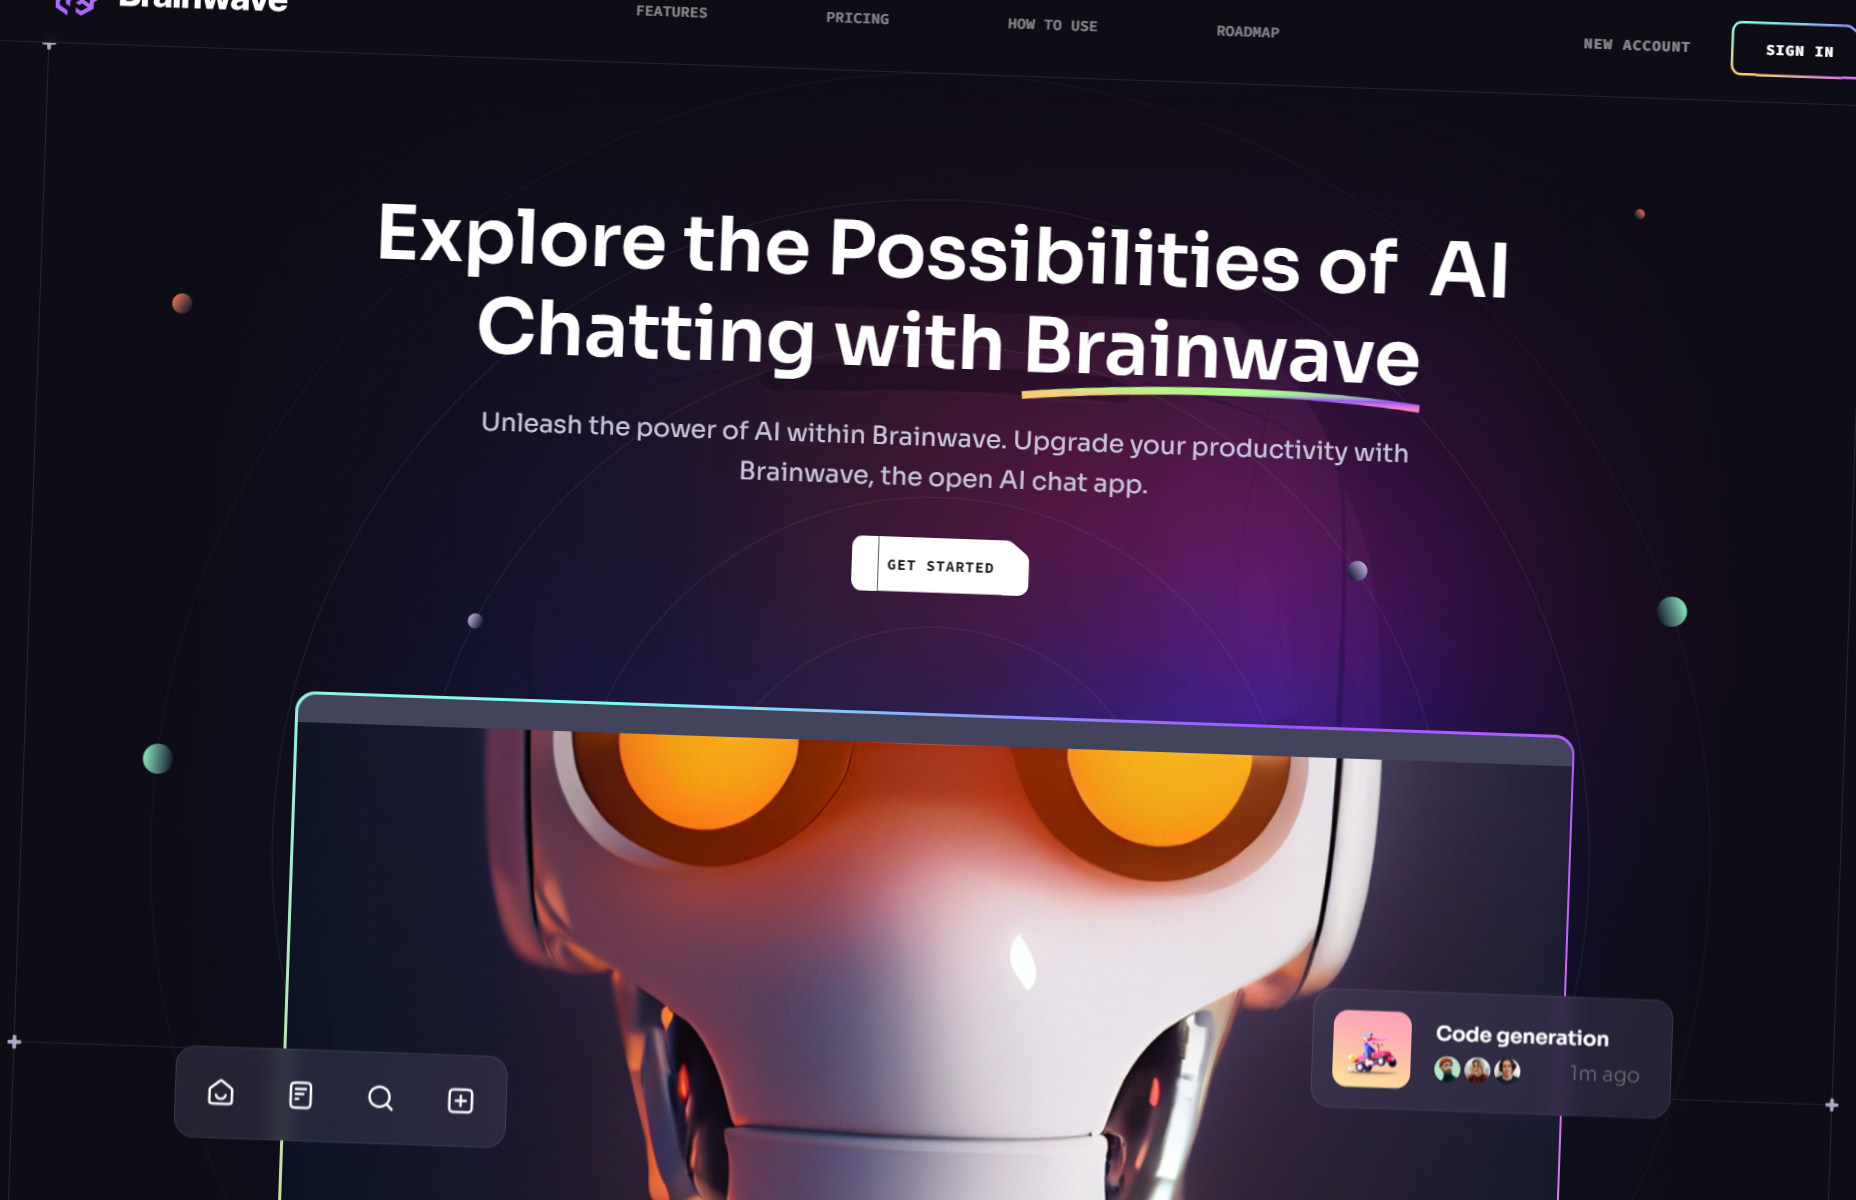 Brainwave
FEATURES
PRICING
HOW TO USE
ROADMAP
NEW ACCOUNT
SIGN IN
Explore the Possibilities of AI
Chatting with Brainwave
Unleash the power of AI within Brainwave. Upgrade your productivity with
Brainwave, the open AI chat app.
GET STARTED
Code generation
1m ago